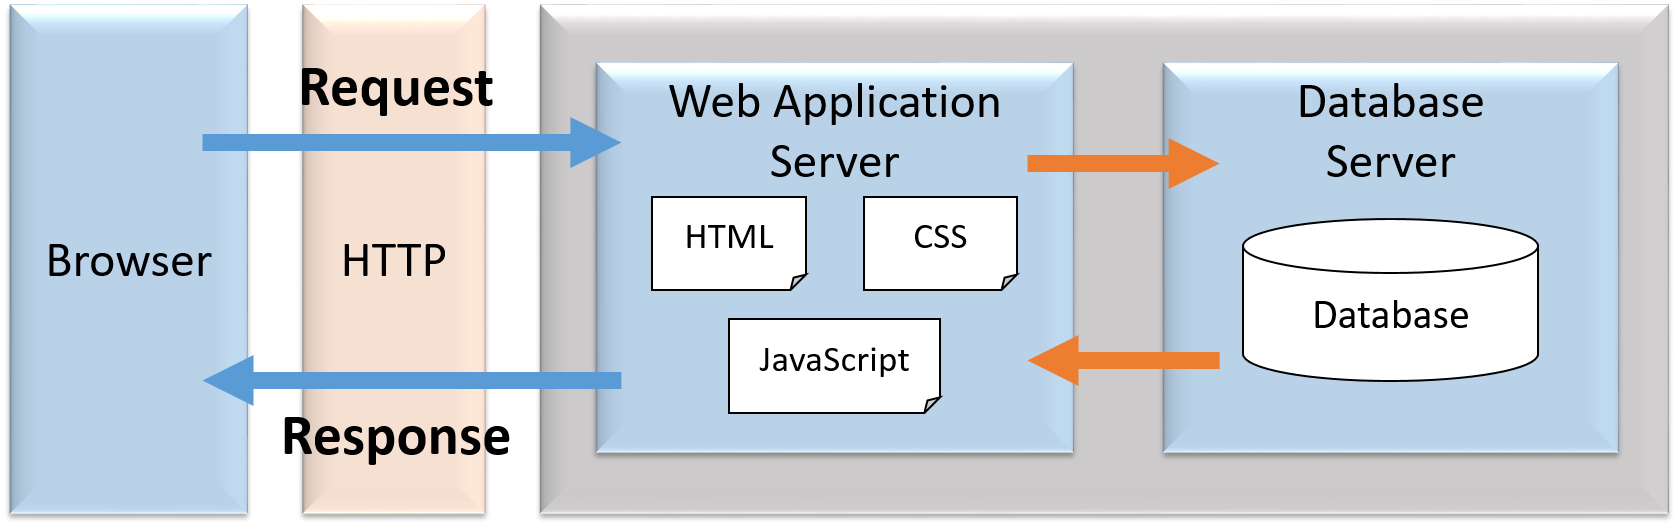 Browser
HTTP
Request
Response
Web Application
Server
HTML
CSS
JavaScript
Database
Server
Database